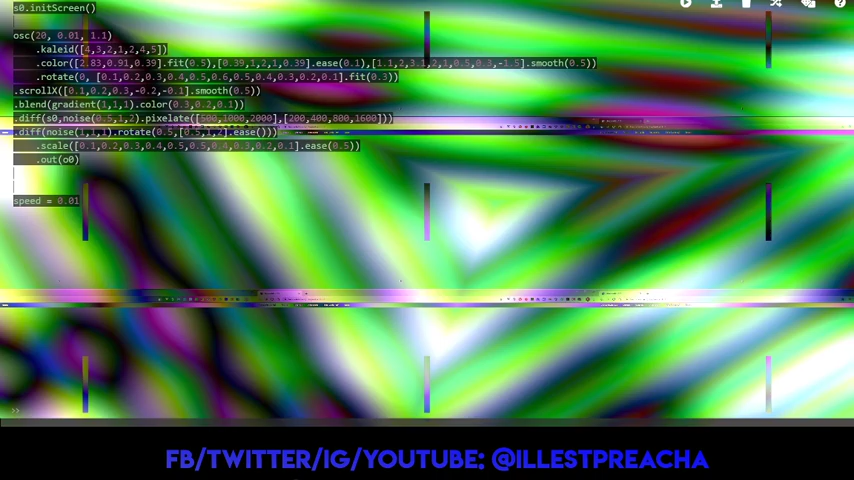 s0.initScreen()
osc(20, 0.01, 1.1)
.kaleid([4,3,2,1,2,4,5])
.color([2.83,0.91,0.39].fit(0.5),[0.39,1,2,1,0.39].ease(0.1),[1.1,2,3.1,2,1,0.5,0.3,-1.5].smooth(0.5))
.rotate(0, [0.1,0.2,0.3,0.4,0.5,0.6,0.5,0.4,0.3,0.2,0.1].fit(0.3))
.scrollX([0.1,0.2,0.3,-0.2,-0.1].smooth(0.5))
.blend(gradient(1,1,1).color(0.3,0.2,0.1))
.diff(s0,noise(0.5,1,2).pixelate([500,1000,2000],[200,400,800,1600]))
.diff(noise(1,1,1).rotate(0.5,[0.5,1,2].ease()))
.scale([0.1,0.2,0.3,0.4,0.5,0.5,0.4,0.3,0.2,0.1].ease(0.5))
.out(o0)
speed = 0.01
>>
FB/TWITTER/IG/YOUTUBE: @ILLESTPREACHA